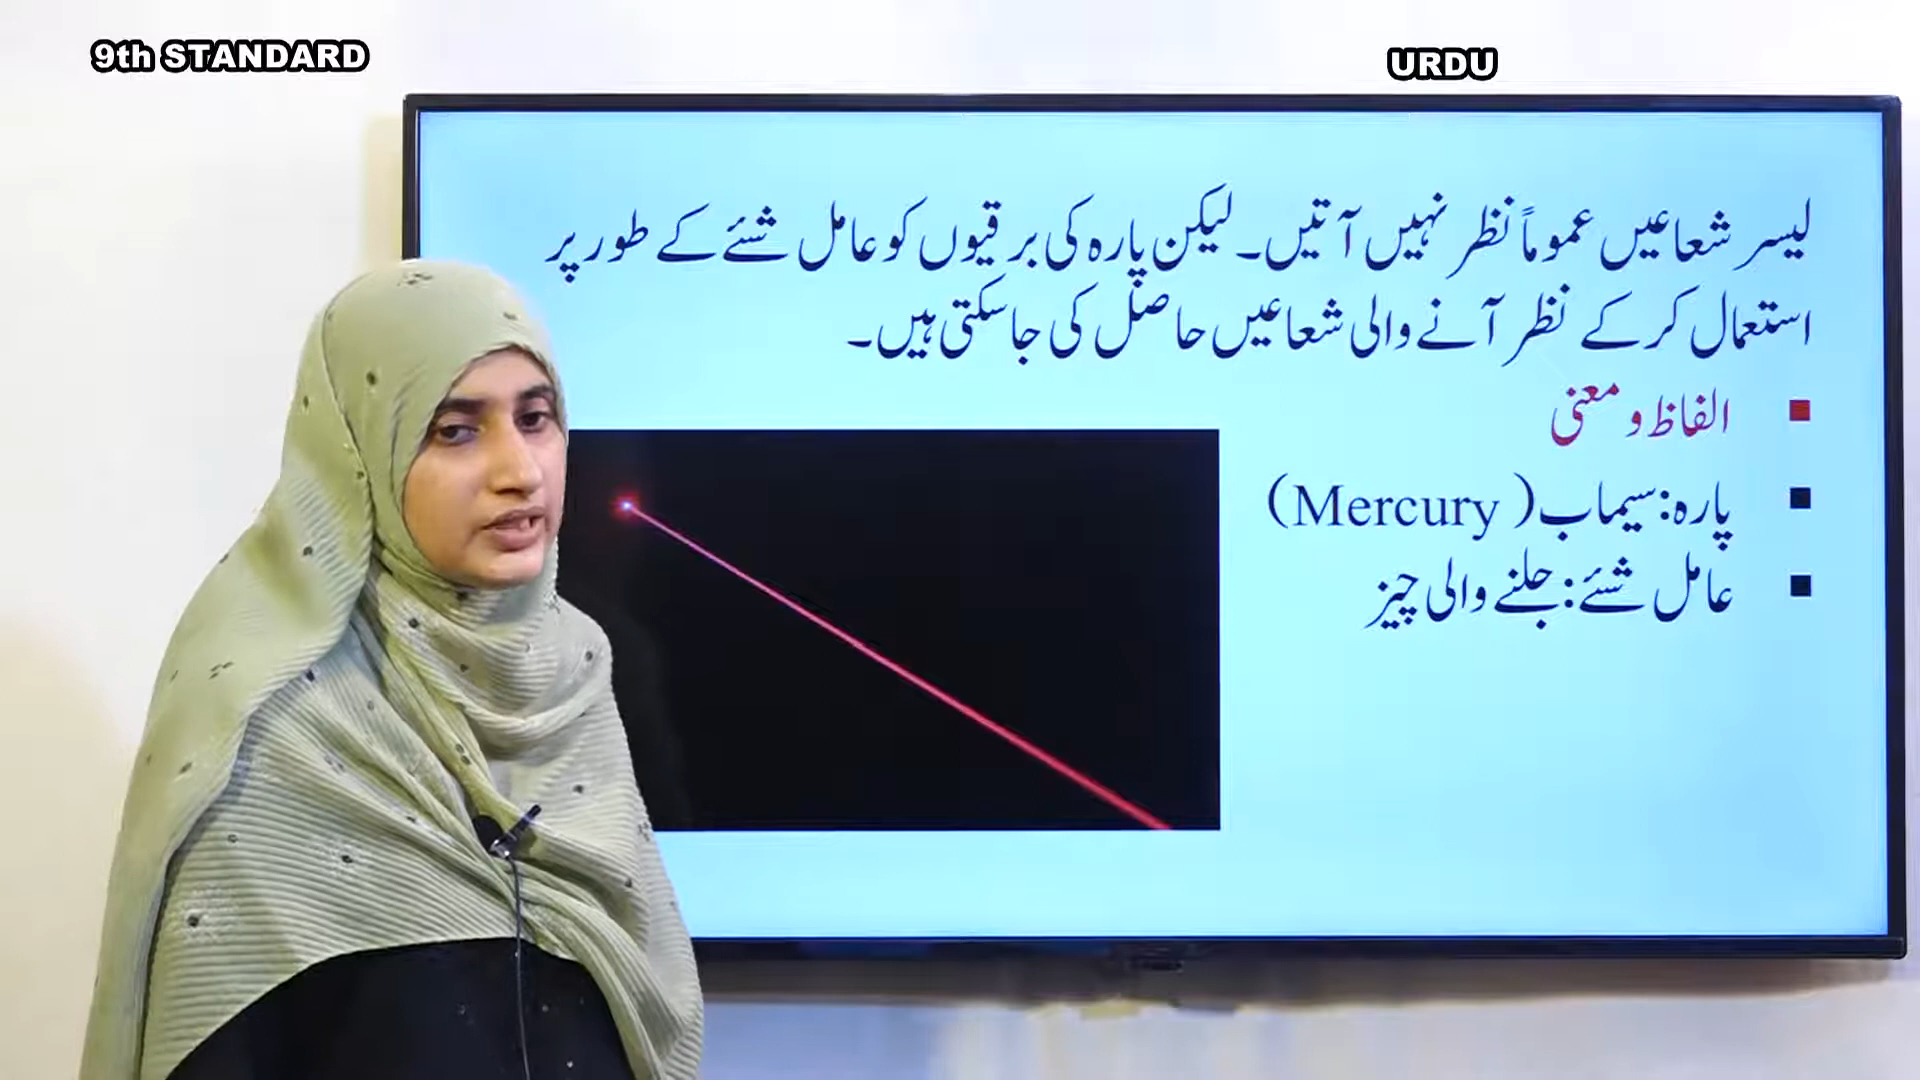 9th STANDARD
URDU
لیسر شعاعیں عموماً نظر نہیں آتیں۔ لیکن پارہ کی برقیوں کو عامل شئے کے طور پر
استعمال کرکے نظر آنے والی شعاعیں حاصل کی جاسکتی ہیں۔
■ الفاظ و معنی
■ پارہ: سیماب (Mercury)
■ عامل شئے: جلنے والی چیز